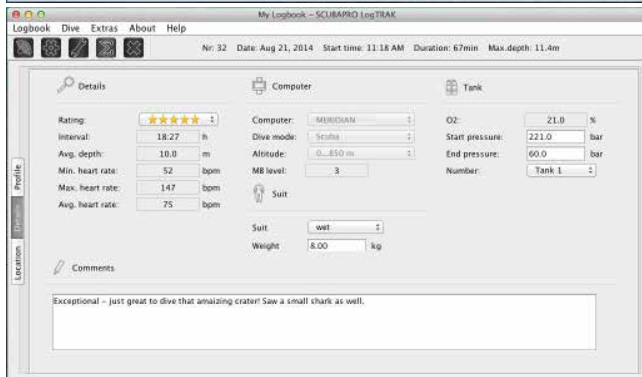 My Logbook – SCUBAPRO LogTRAK
Logbook Dive Extras About Help
Nr: 32 Date: Aug 21, 2014 Start time: 11:18 AM Duration: 67min Max.depth: 11.4m
Details
Rating:
Interval: 18:27 h
Avg. depth: 10.0 m
Min. heart rate: 52 bpm
Max. heart rate: 147 bpm
Avg. heart rate: 75 bpm
Computer
Computer: MERIDIAN
Dive mode: Scuba
Altitude: 0...850 m
MB level: 3
Suit
Suit wet
Weight 8.00 kg
Tank
O2: 21.0 %
Start pressure: 221.0 bar
End pressure: 60.0 bar
Number: Tank 1
Profile
Details
Location
Comments
Exceptional – just great to dive that amaizing crater! Saw a small shark as well.